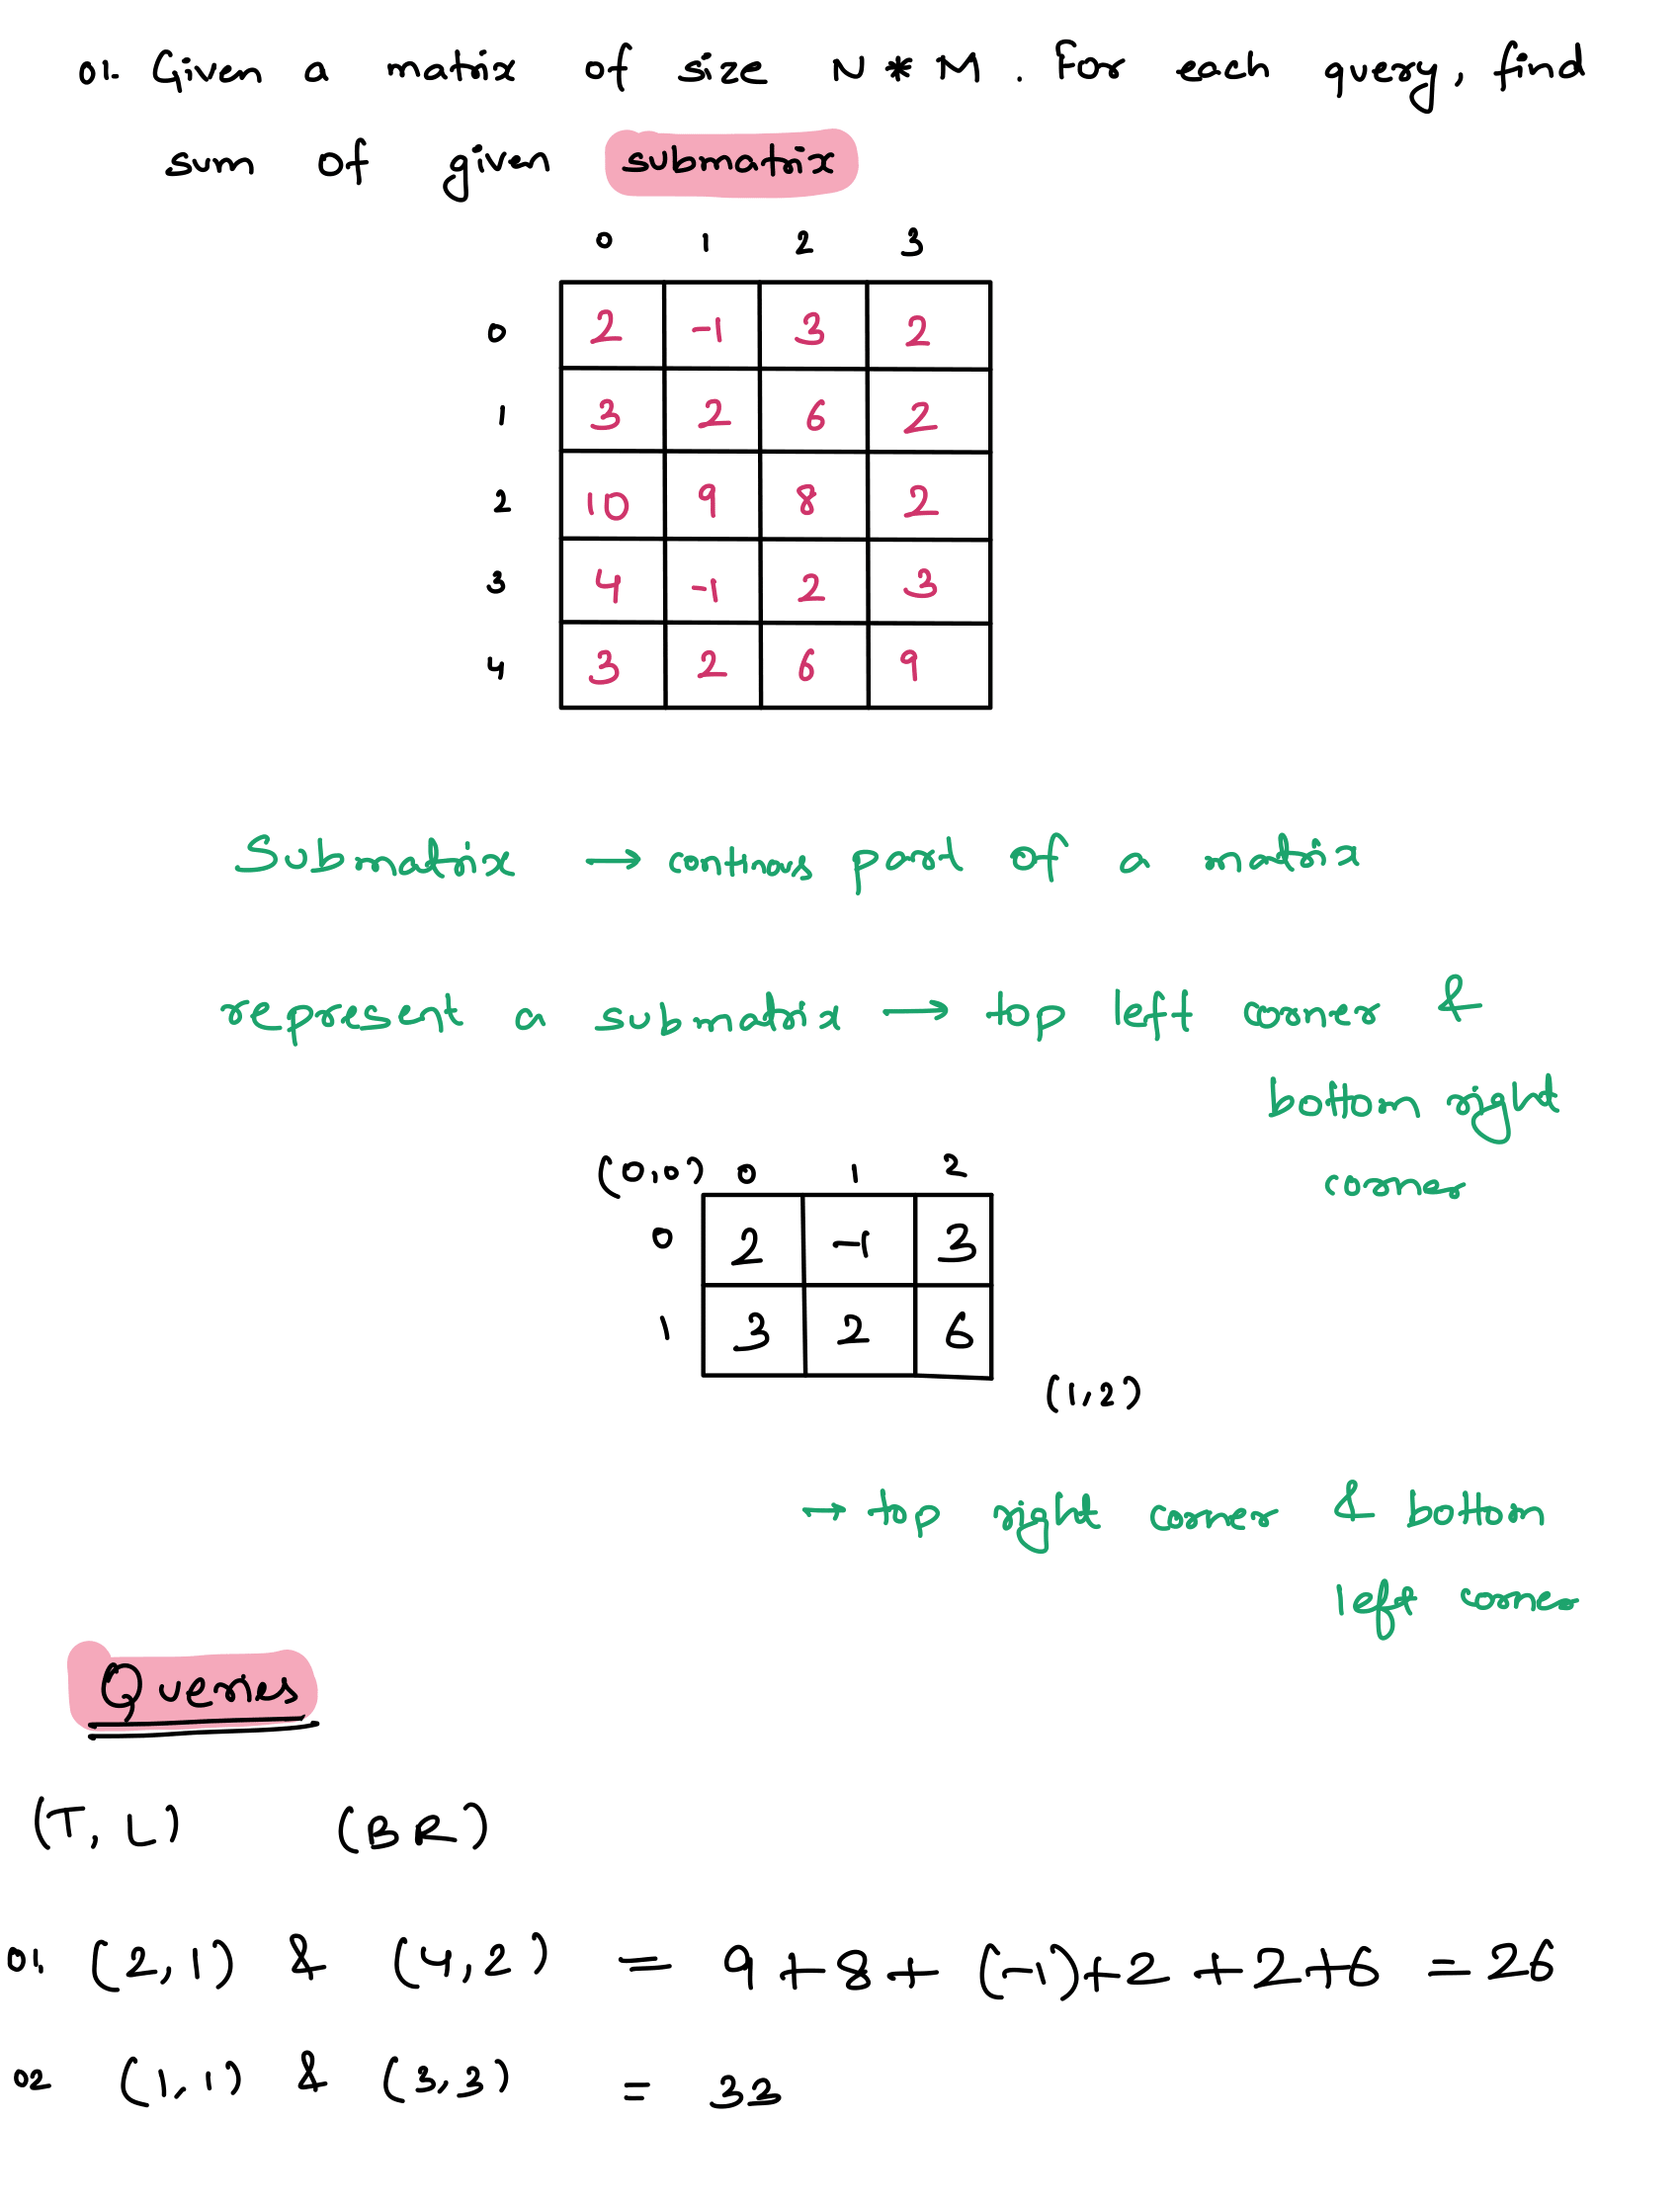 01. Given a matrix of size N * M . For each query, find
sum of given submatrix
0 1 2 3
0 2 -1 3 2
1 3 2 6 2
2 10 9 8 2
3 4 -1 2 3
4 3 2 6 9
Submatrix → continous part of a matrix
represent a submatrix → top left corner &
bottom right
corner
(0,0) 0 1 2
0 2 -1 3
1 3 2 6
(1,2)
→ top right corner & bottom
left corner
Queries
(T, L) (BR)
01. (2,1) & (4,2) = 9+8+ (-1)+2 +2+6 = 26
02 (1,1) & (3,3) = 33